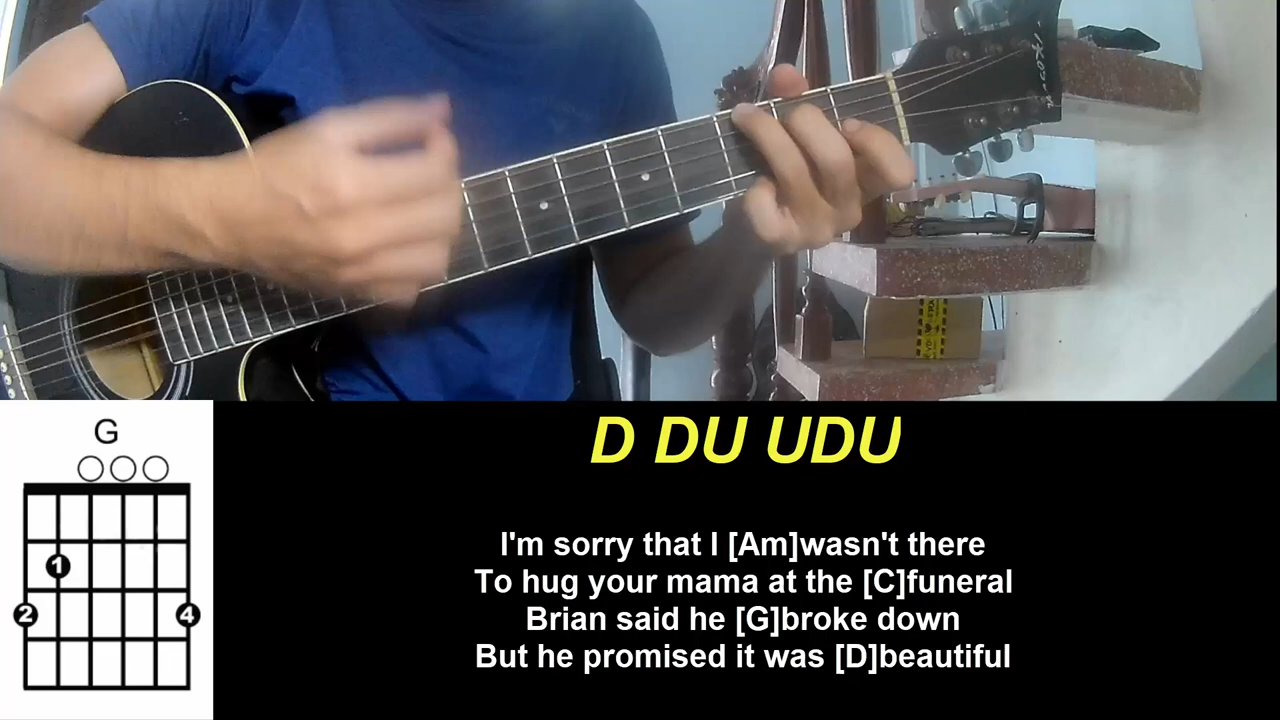 G
1
2 4
D DU UDU
I'm sorry that I [Am]wasn't there
To hug your mama at the [C]funeral
Brian said he [G]broke down
But he promised it was [D]beautiful